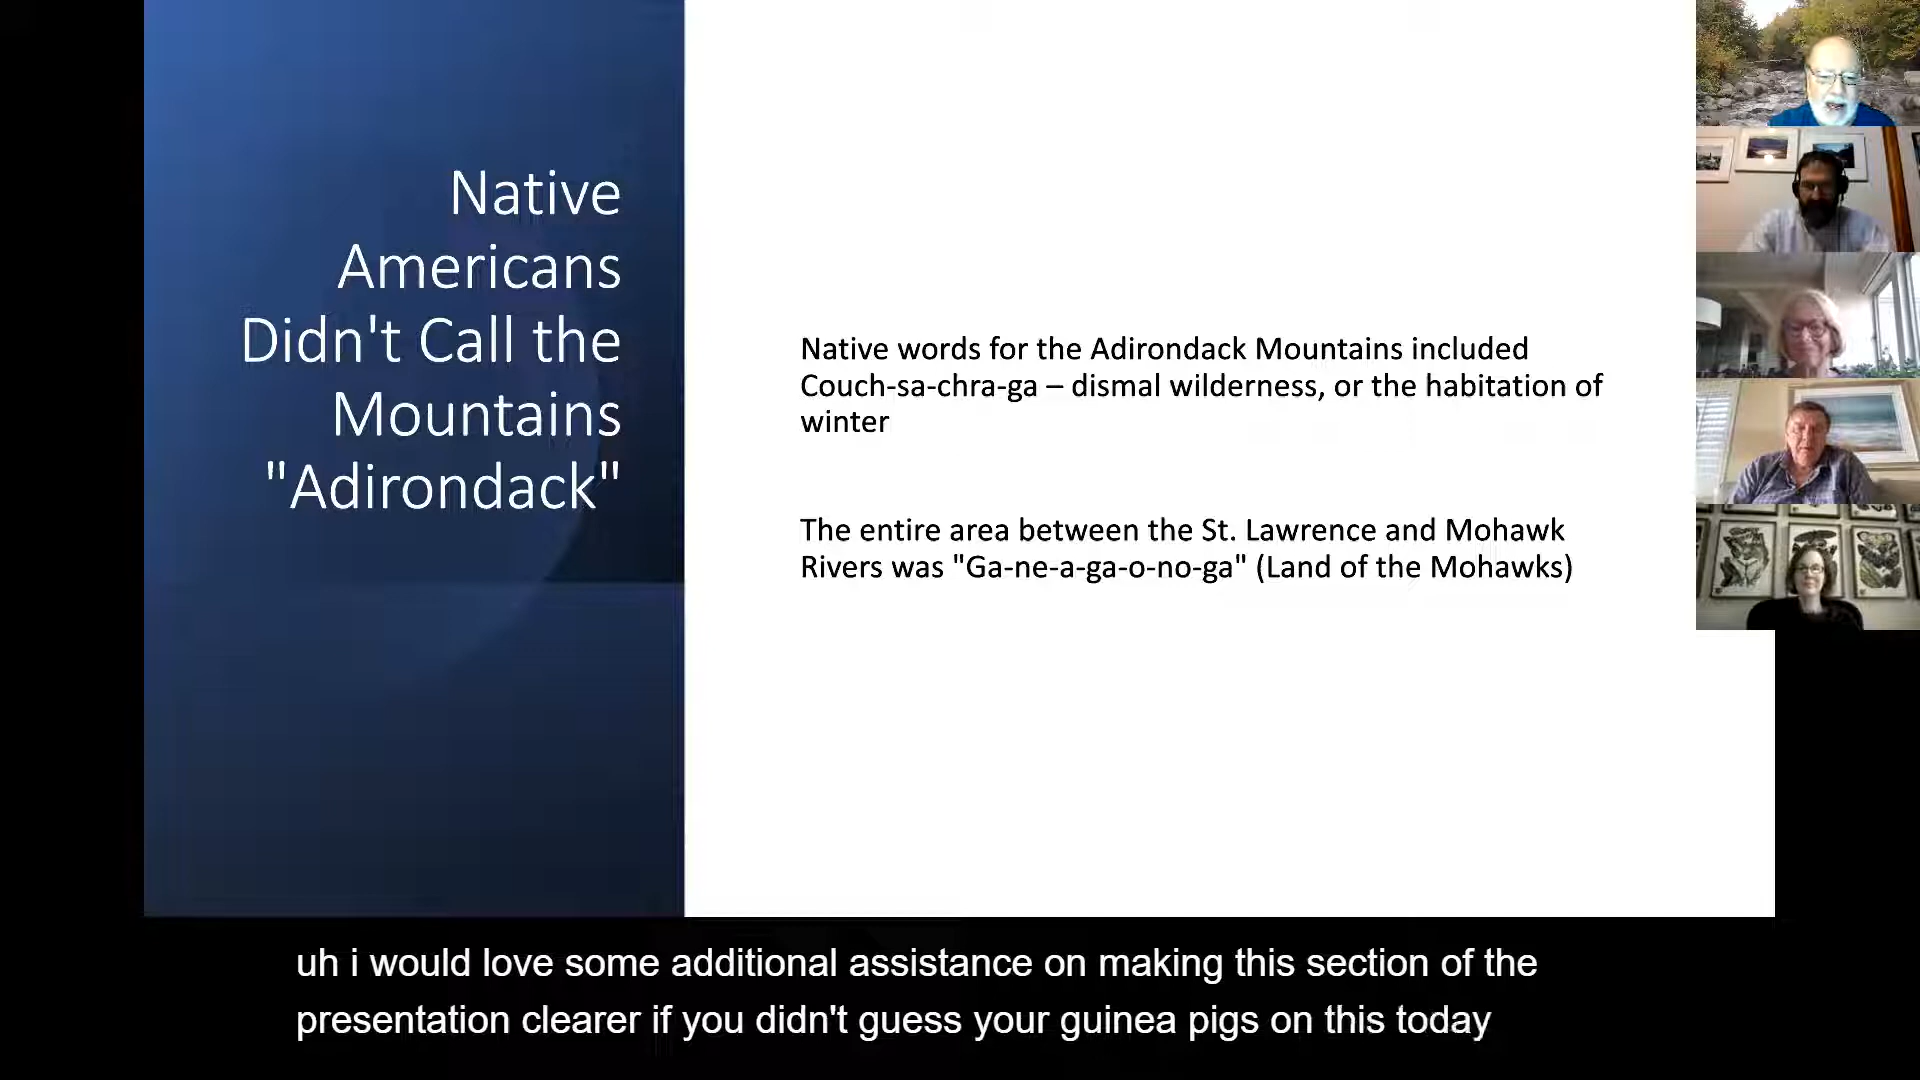 Native
Americans
Didn't Call the
Mountains
"Adirondack"
Native words for the Adirondack Mountains included
Couch-sa-chra-ga – dismal wilderness, or the habitation of
winter
The entire area between the St. Lawrence and Mohawk
Rivers was "Ga-ne-a-ga-o-no-ga" (Land of the Mohawks)
uh i would love some additional assistance on making this section of the
presentation clearer if you didn't guess your guinea pigs on this today